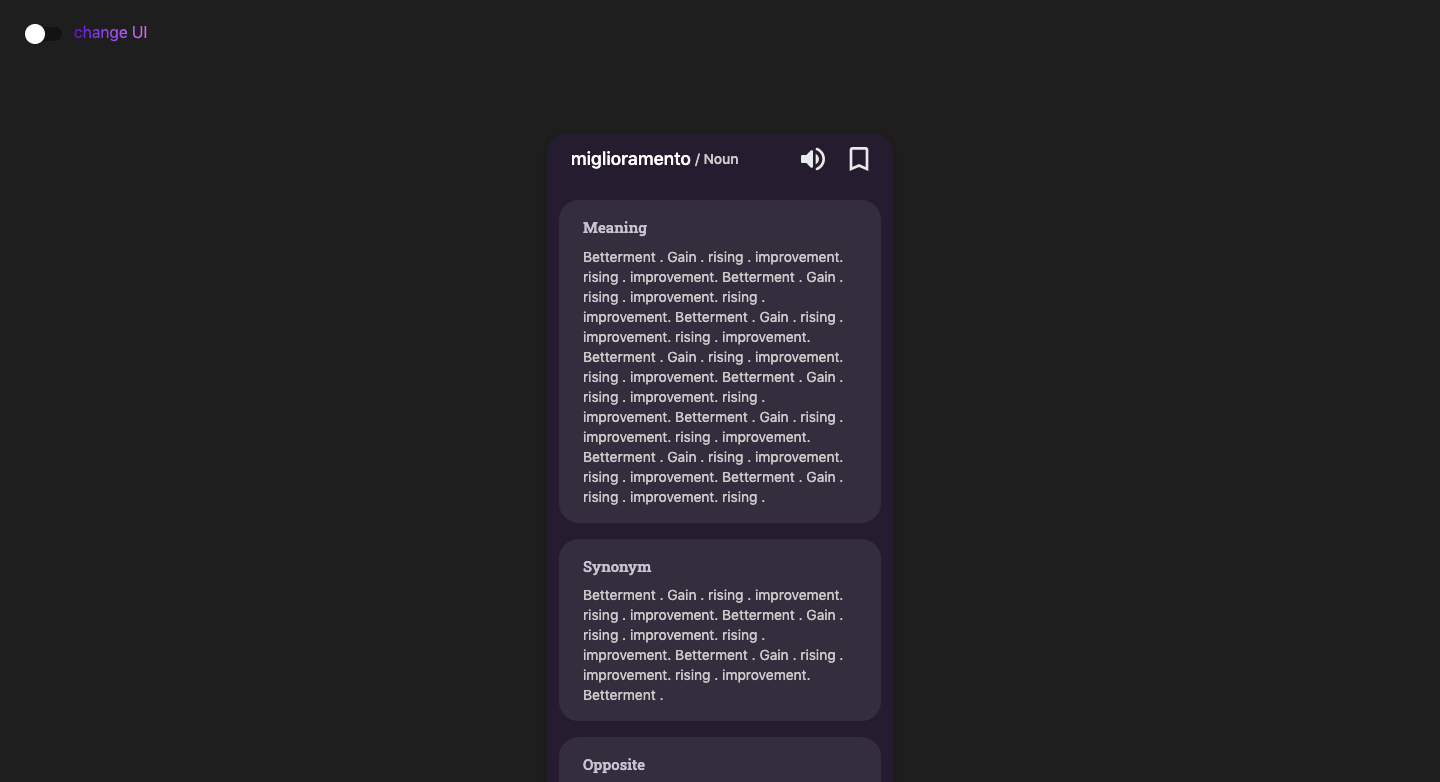 change UI
miglioramento / Noun
Meaning
Betterment . Gain . rising . improvement.
rising . improvement. Betterment . Gain .
rising . improvement. rising .
improvement. Betterment . Gain . rising .
improvement. rising . improvement.
Betterment . Gain . rising . improvement.
rising . improvement. Betterment . Gain .
rising . improvement. rising .
improvement. Betterment . Gain . rising .
improvement. rising . improvement.
Betterment . Gain . rising . improvement.
rising . improvement. Betterment . Gain .
rising . improvement. rising .
Synonym
Betterment . Gain . rising . improvement.
rising . improvement. Betterment . Gain .
rising . improvement. rising .
improvement. Betterment . Gain . rising .
improvement. rising . improvement.
Betterment .
Opposite